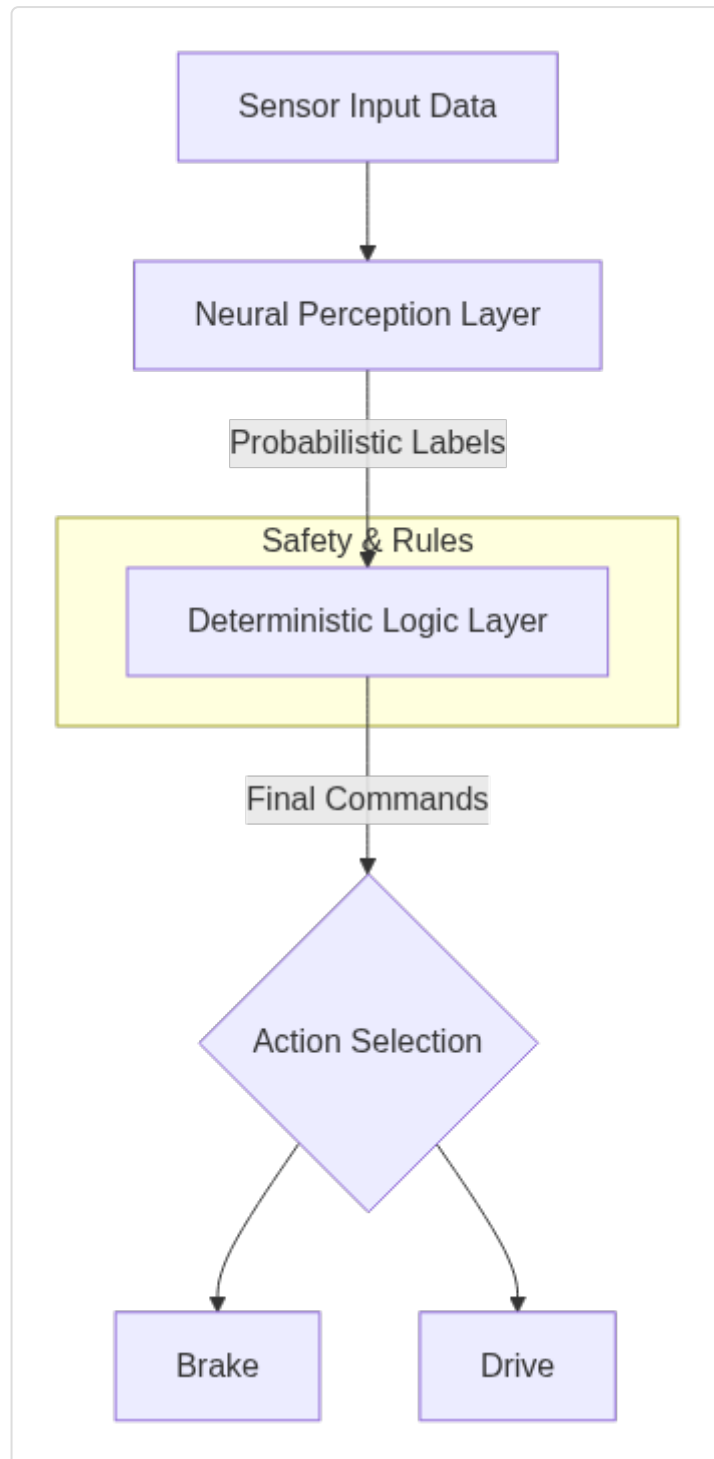 Sensor Input Data
Neural Perception Layer
Probabilistic Labels
Safety & Rules
Deterministic Logic Layer
Final Commands
Action Selection
Brake
Drive